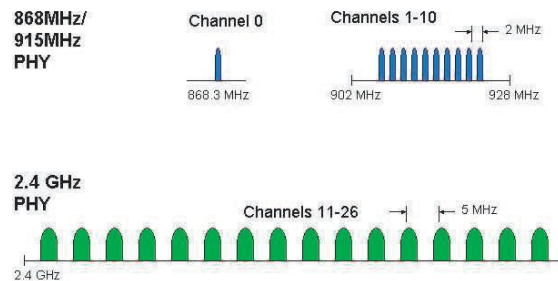 868MHz/
915MHz
PHY
Channel 0
Channels 1-10
2 MHz
868.3 MHz
902 MHz
928 MHz
2.4 GHz
PHY
Channels 11-26
5 MHz
2.4 GHz